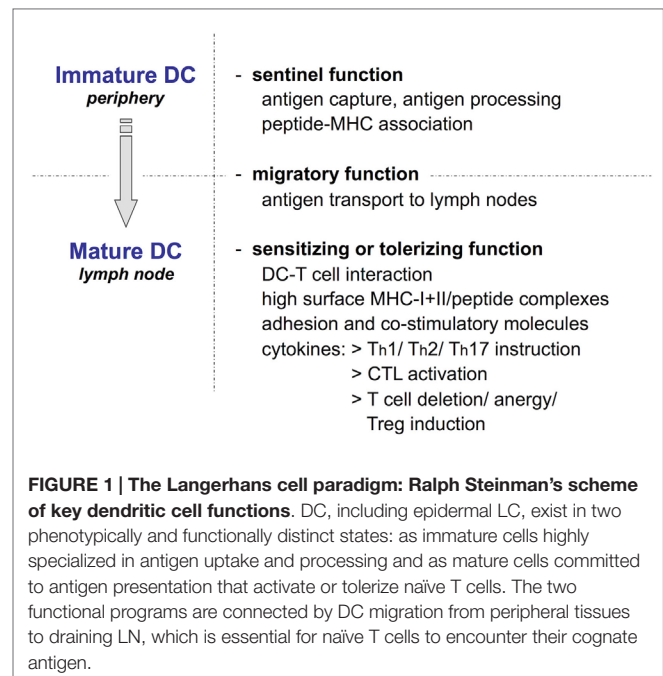 Immature DC
periphery
- sentinel function
antigen capture, antigen processing
peptide-MHC association
- migratory function
antigen transport to lymph nodes
Mature DC
lymph node
- sensitizing or tolerizing function
DC-T cell interaction
high surface MHC-I+II/peptide complexes
adhesion and co-stimulatory molecules
cytokines: > Th1/ Th2/ Th17 instruction
> CTL activation
> T cell deletion/ anergy/
Treg induction
FIGURE 1 | The Langerhans cell paradigm: Ralph Steinman's scheme
of key dendritic cell functions. DC, including epidermal LC, exist in two
phenotypically and functionally distinct states: as immature cells highly
specialized in antigen uptake and processing and as mature cells committed
to antigen presentation that activate or tolerize naïve T cells. The two
functional programs are connected by DC migration from peripheral tissues
to draining LN, which is essential for naïve T cells to encounter their cognate
antigen.